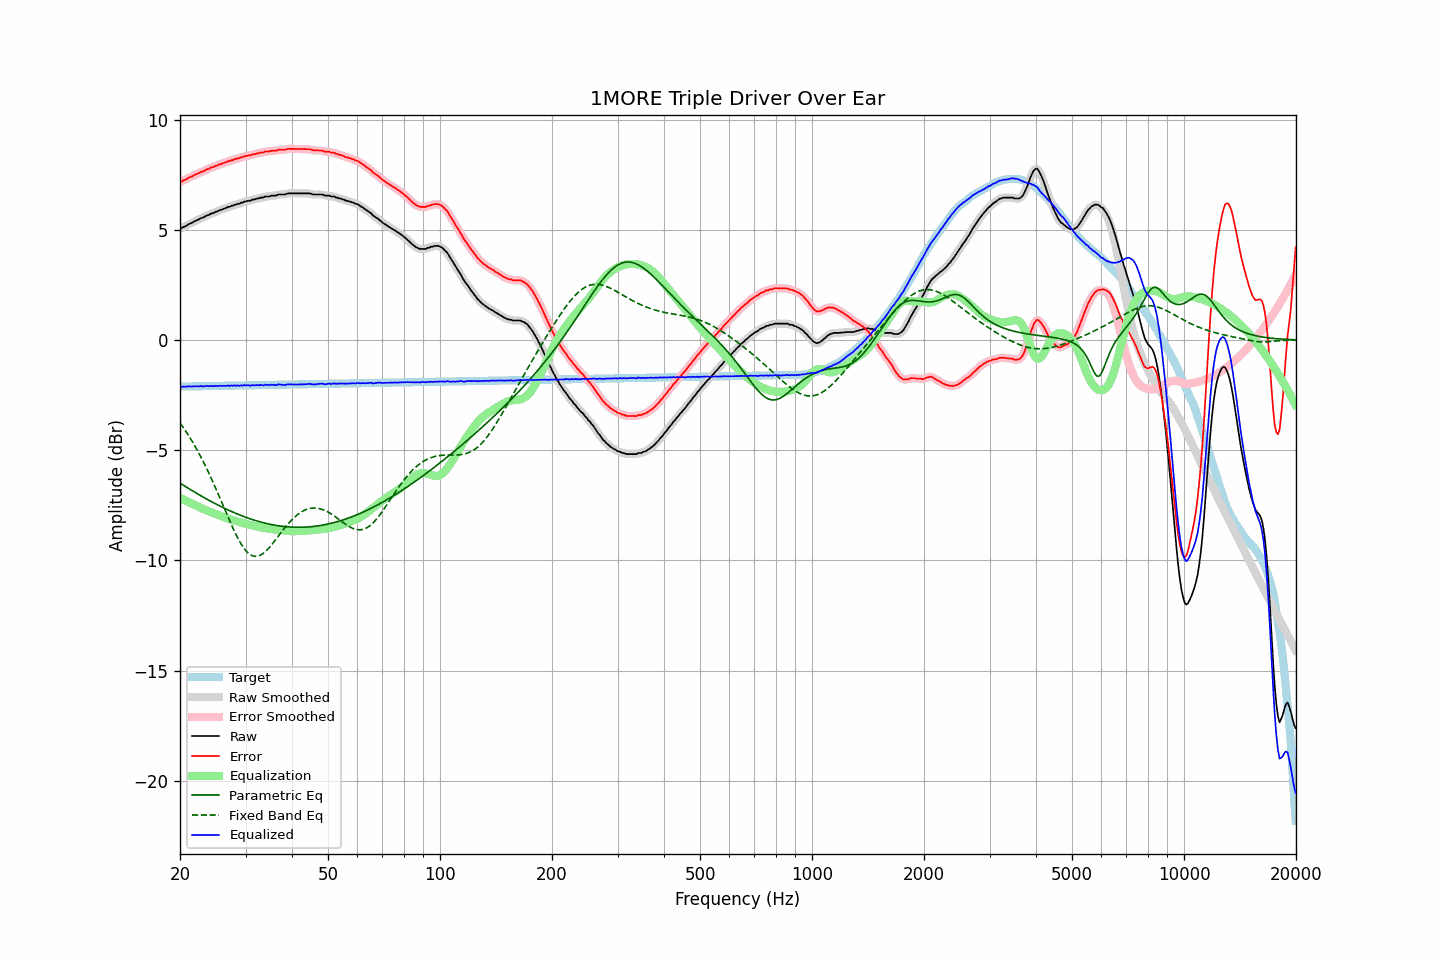 1MORE Triple Driver Over Ear
Amplitude (dBr)
10
5
0
−5
−10
−15
−20
Target
Raw Smoothed
Error Smoothed
Raw
Error
Equalization
Parametric Eq
Fixed Band Eq
Equalized
20 50 100 200 500 1000 2000 5000 10000 20000
Frequency (Hz)